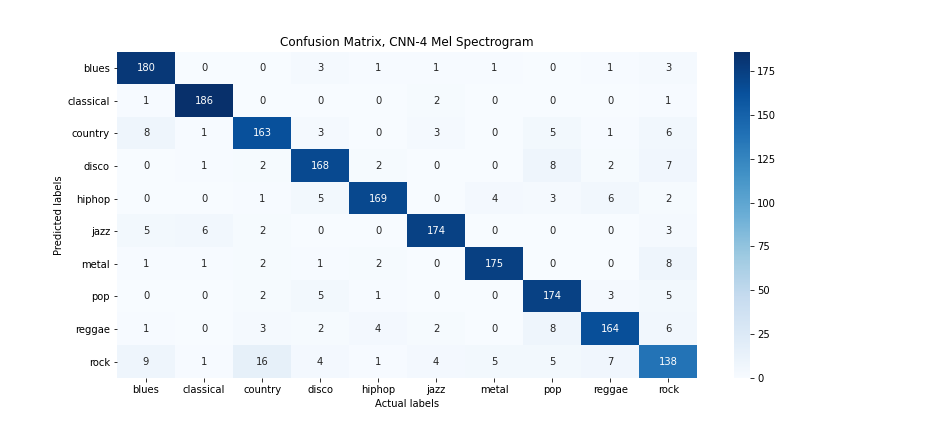 Confusion Matrix, CNN-4 Mel Spectrogram
blues 180 0 0 3 1 1 1 0 1 3
classical 1 186 0 0 0 2 0 0 0 1
country 8 1 163 3 0 3 0 5 1 6
disco 0 1 2 168 2 0 0 8 2 7
hiphop 0 0 1 5 169 0 4 3 6 2
jazz 5 6 2 0 0 174 0 0 0 3
metal 1 1 2 1 2 0 175 0 0 8
pop 0 0 2 5 1 0 0 174 3 5
reggae 1 0 3 2 4 2 0 8 164 6
rock 9 1 16 4 1 4 5 5 7 138
blues classical country disco hiphop jazz metal pop reggae rock
Actual labels
Predicted labels
175
150
125
100
75
50
25
0